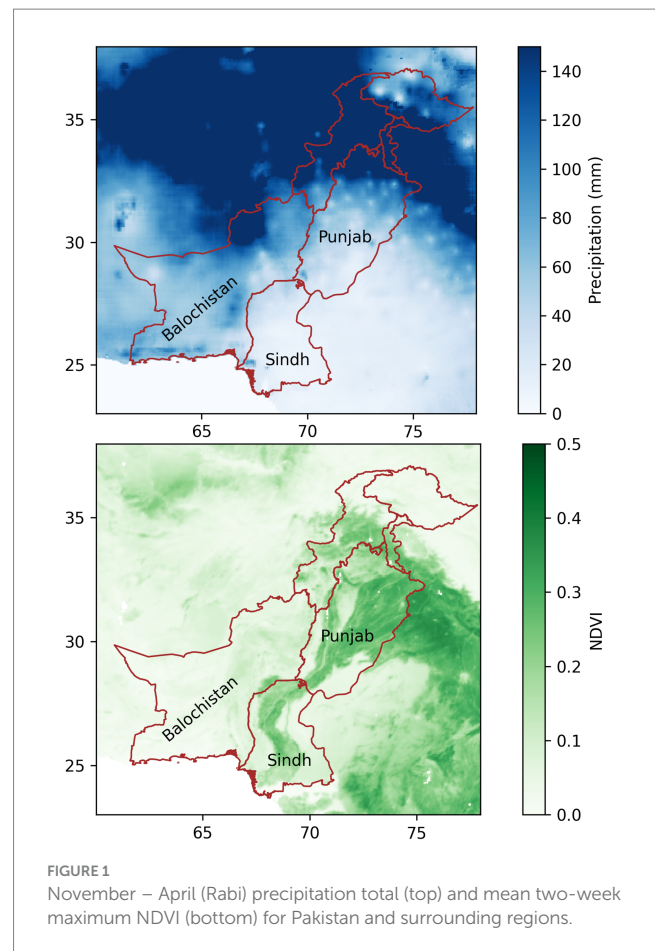 35
30
25
65
70
75
Punjab
Balochistan
Sindh
140
120
100
80
60
40
20
0
Precipitation (mm)
35
30
25
65
70
75
Punjab
Balochistan
Sindh
0.5
0.4
0.3
0.2
0.1
0.0
NDVI
FIGURE 1
November – April (Rabi) precipitation total (top) and mean two-week
maximum NDVI (bottom) for Pakistan and surrounding regions.